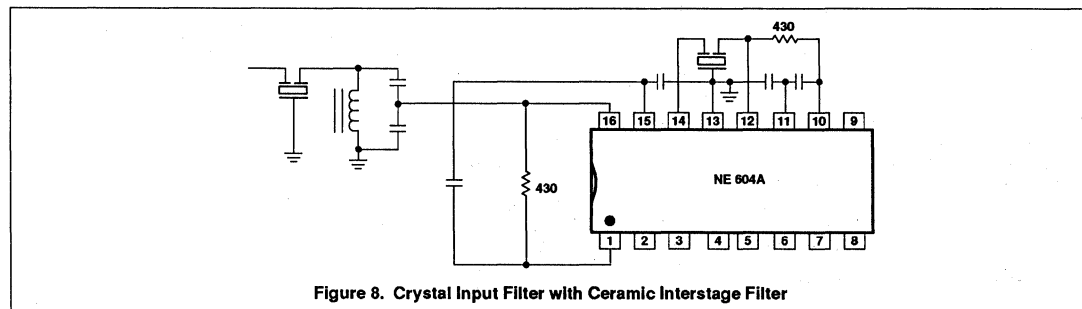 430
16 15 14 13 12 11 10 9
NE 604A
430
1 2 3 4 5 6 7 8
Figure 8. Crystal Input Filter with Ceramic Interstage Filter